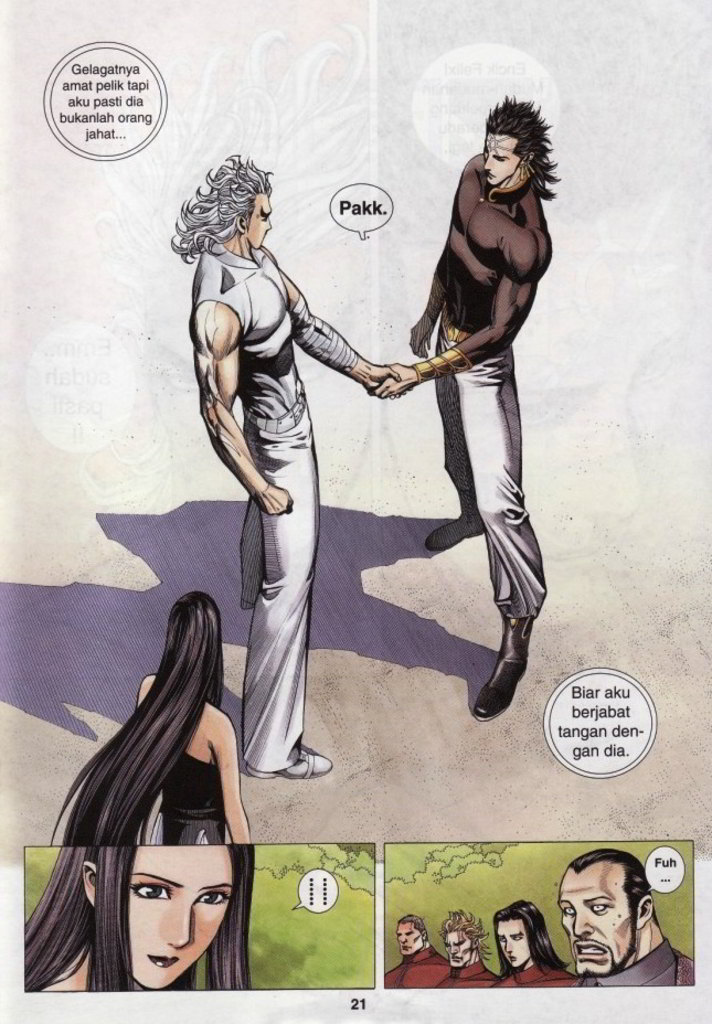 Gelagatnya
amat pelik tapi
aku pasti dia
bukanlah orang
jahat...
Pakk.
Biar aku
berjabat
tangan den-
gan dia.
!!
Fuh
...
21